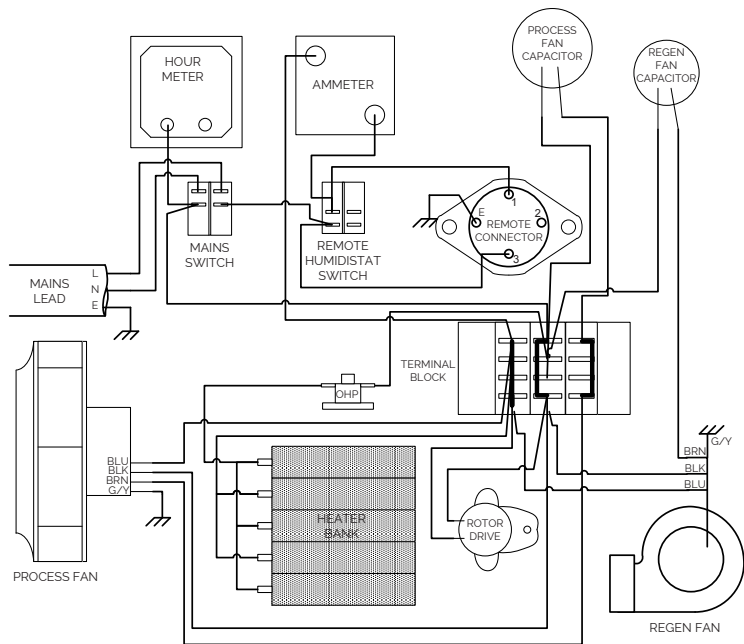 PROCESS
FAN
CAPACITOR
REGEN
FAN
CAPACITOR
HOUR
METER
AMMETER
1
E
2
REMOTE
CONNECTOR
3
MAINS
SWITCH
REMOTE
HUMIDISTAT
SWITCH
MAINS
LEAD
L
N
E
TERMINAL
BLOCK
OHP
G/Y
BRN
BLK
BLU
BLU
BLK
BRN
G/Y
HEATER
BANK
ROTOR
DRIVE
PROCESS FAN
REGEN FAN